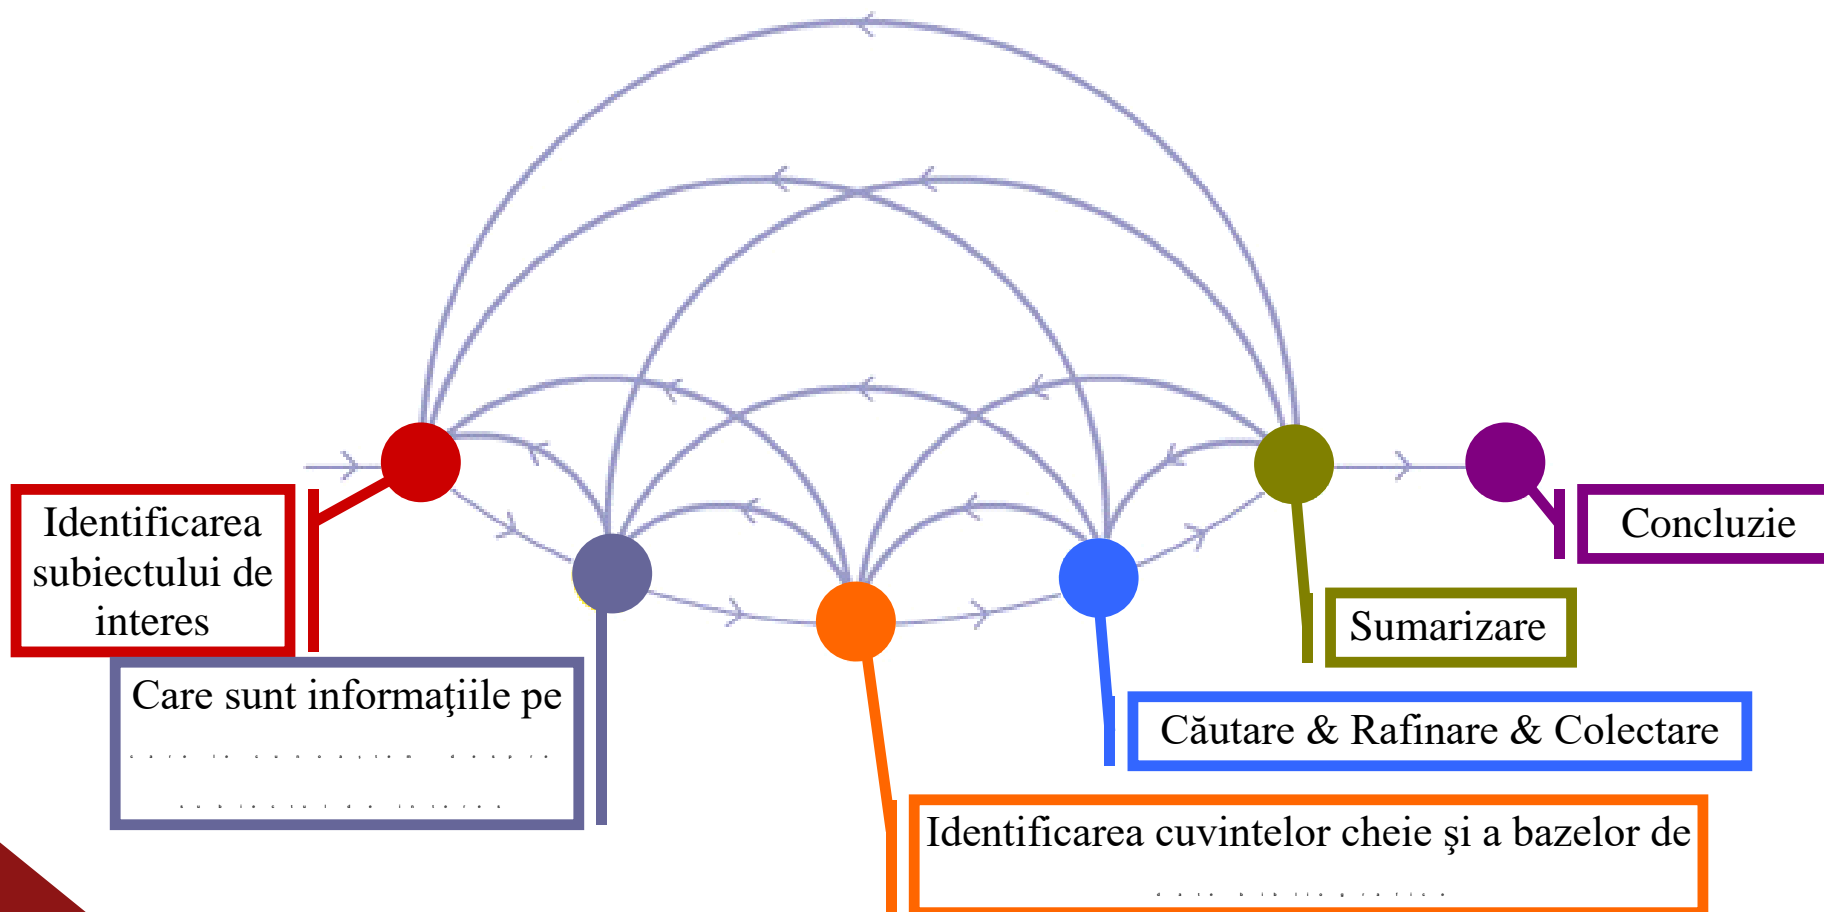 Identificarea
subiectului de
interes
Care sunt informaţiile pe
Identificarea cuvintelor cheie şi a bazelor de
Căutare & Rafinare & Colectare
Sumarizare
Concluzie